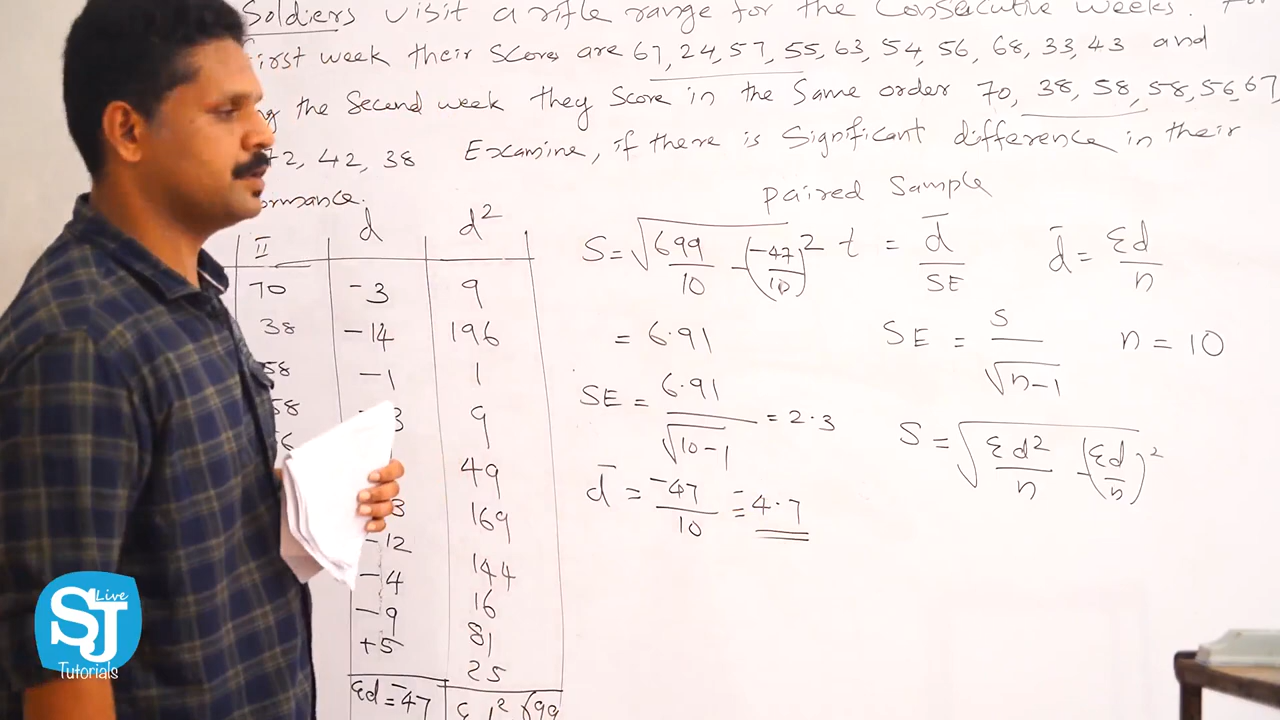 Soldiers visit a rifle range for the Consecutive weeks. For
first week their scores are 67, 24, 57, 55, 63, 54, 56, 68, 33, 43 and
the Second week they Score in the Same order 70, 38, 58, 58, 56, 67,
72, 42, 38 Examine, if there is Significant difference in their
Paired Sample
II d d²
70 -3 9
38 -14 196
58 -1 1
58 3 9
49
3 169
-12 144
-4 16
-9 81
+5 25
Σd = -47
S = √699/10 - (-47/10)²
= 6.91
SE = 6.91/√10-1 = 2.3
d̄ = -47/10 = -4.7
t = d̄/SE
d̄ = Σd/n
SE = S/√n-1
n = 10
S = √Σd²/n - (Σd/n)²
SJ
Live
Tutorials